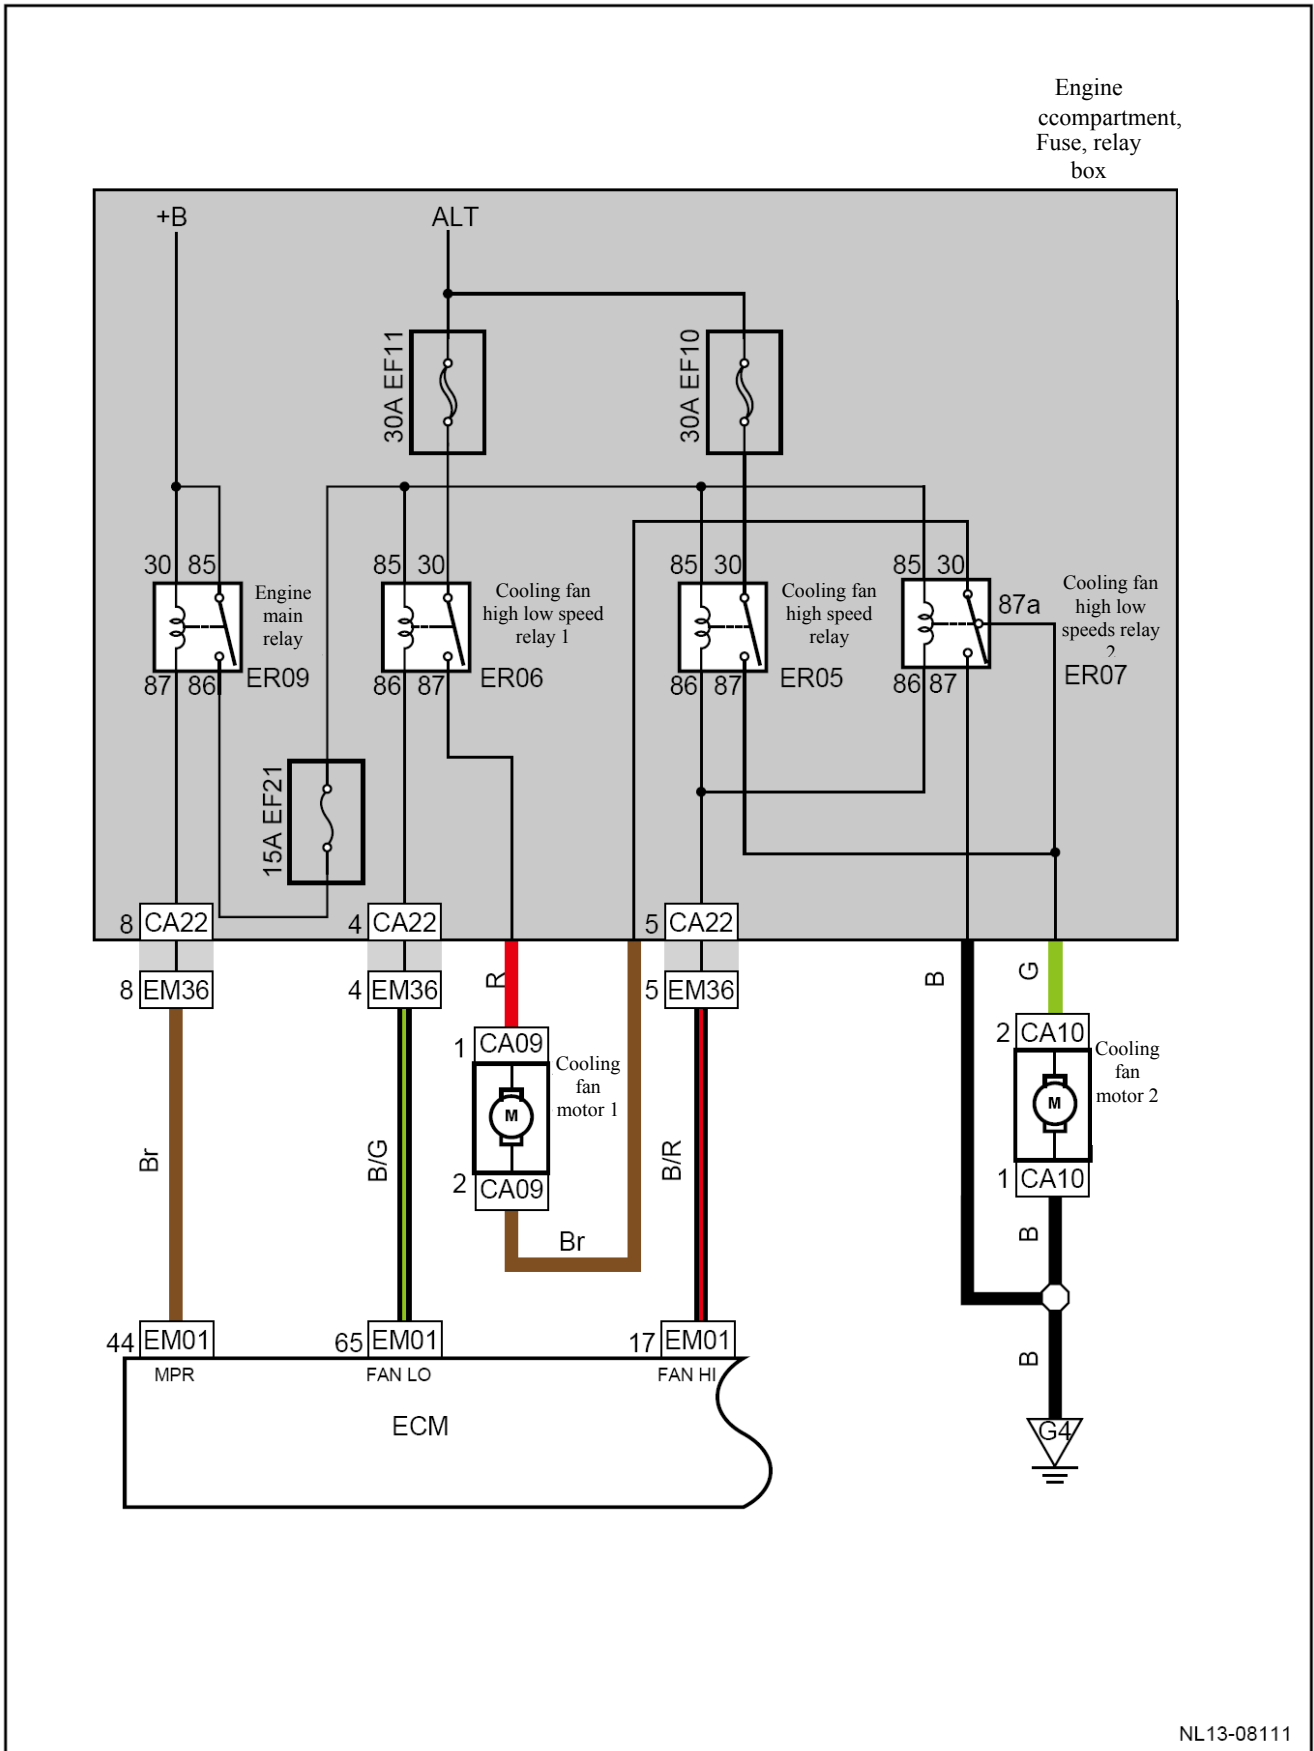 Engine
ccompartment,
Fuse, relay
box
+B
ALT
30A EF11
30A EF10
30 85
85 30
85 30
85 30
Engine
main
relay
Cooling fan
high low speed
relay 1
Cooling fan
high speed
relay
87a
Cooling fan
high low
speeds relay
2
87 86 ER09
86 87 ER06
86 87 ER05
86 87 ER07
15A EF21
8 CA22
4 CA22
5 CA22
8 EM36
4 EM36
5 EM36
R
B
G
1 CA09
Cooling
fan
motor 1
2 CA09
2 CA10
Cooling
fan
motor 2
1 CA10
M
M
Br
B/G
B/R
Br
B
B
44 EM01
65 EM01
17 EM01
MPR
FAN LO
FAN HI
ECM
G4
NL13-08111